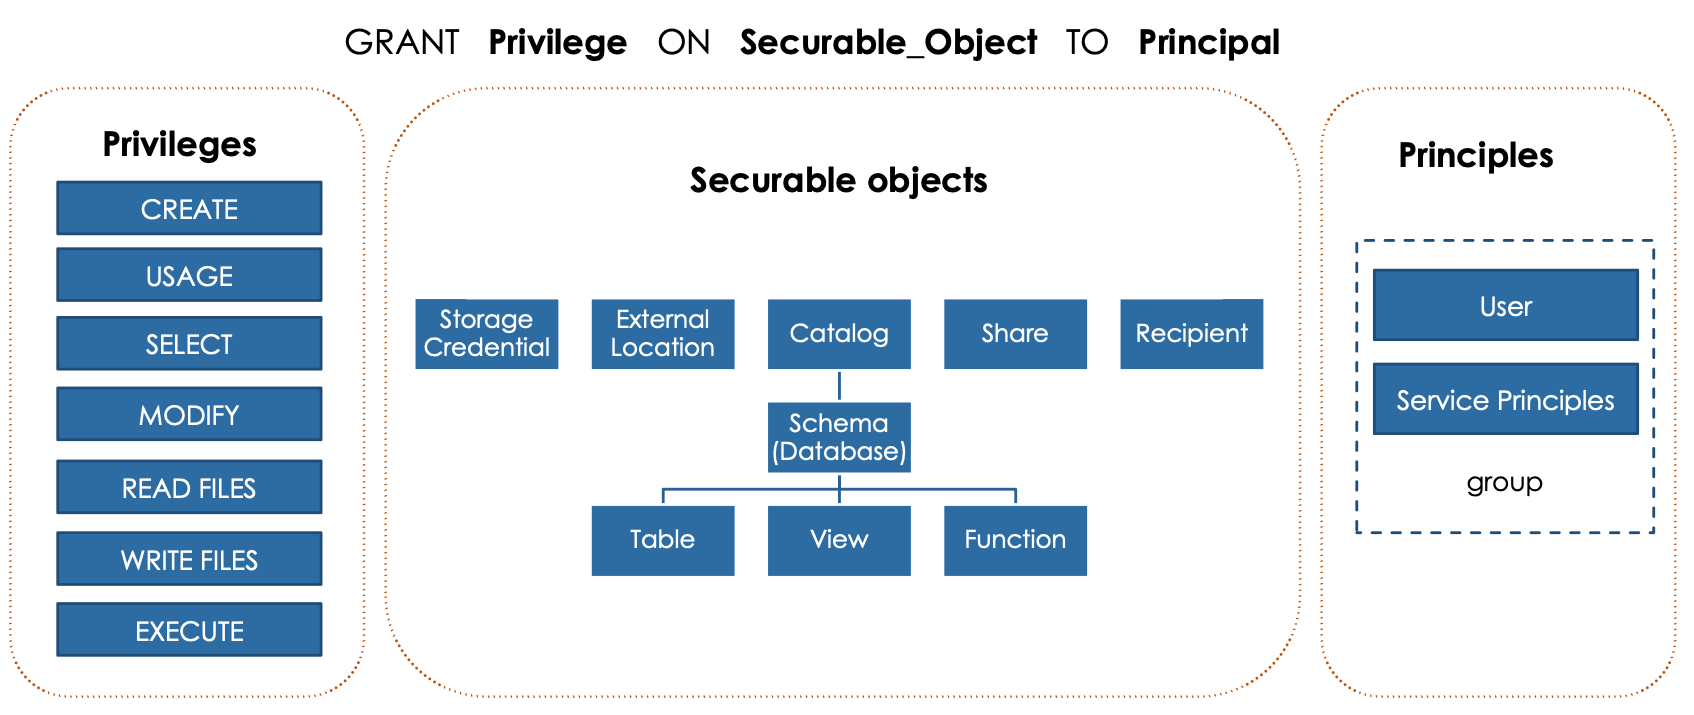 GRANT Privilege ON Securable_Object TO Principal
Privileges
CREATE
USAGE
SELECT
MODIFY
READ FILES
WRITE FILES
EXECUTE
Securable objects
Storage
Credential
External
Location
Catalog
Share
Recipient
Schema
(Database)
Table
View
Function
Principles
User
Service Principles
group